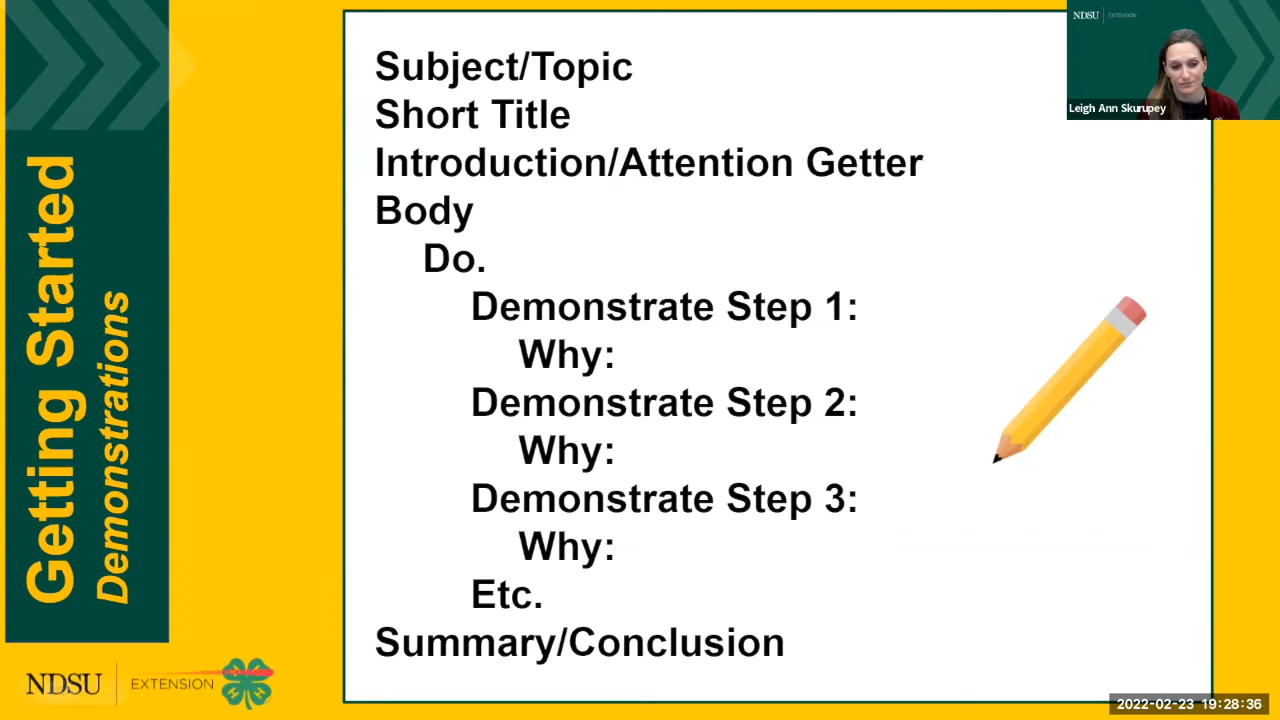 Getting Started
Demonstrations
Subject/Topic
Short Title
Introduction/Attention Getter
Body
Do.
Demonstrate Step 1:
Why:
Demonstrate Step 2:
Why:
Demonstrate Step 3:
Why:
Etc.
Summary/Conclusion
NDSU EXTENSION
H H H H
NDSU EXTENSION
Leigh Ann Skurupey
2022-02-23 19:28:36